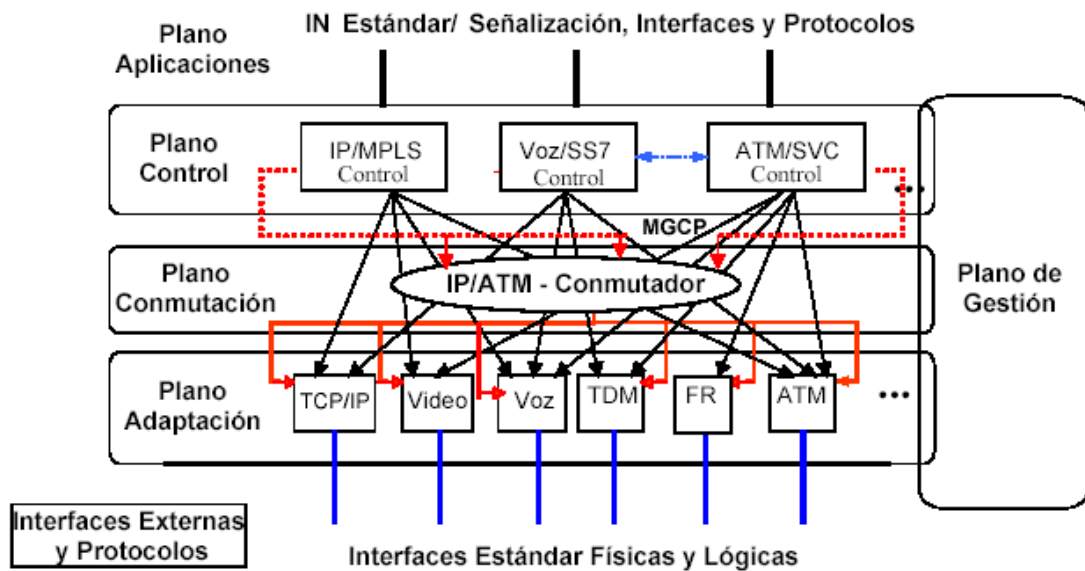 Plano
Aplicaciones
IN Estándar/ Señalización, Interfaces y Protocolos
Plano
Control
IP/MPLS
Control
Voz/SS7
Control
ATM/SVC
Control
...
MGCP
Plano
Conmutación
IP/ATM - Conmutador
Plano de
Gestión
Plano
Adaptación
TCP/IP
Video
Voz
TDM
FR
ATM
...
Interfaces Externas
y Protocolos
Interfaces Estándar Físicas y Lógicas